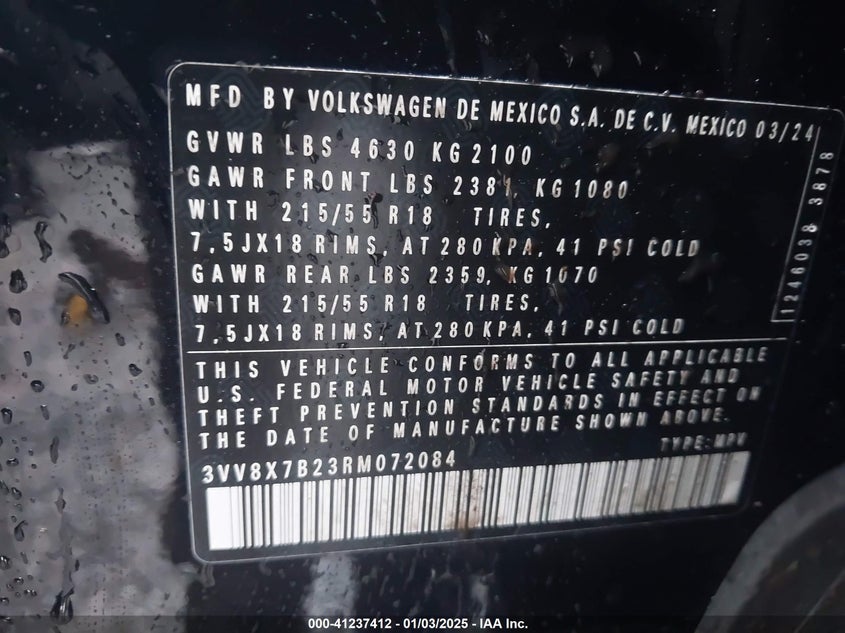 MFD BY VOLKSWAGEN DE MEXICO S.A. DE C.V. MEXICO 03/24
GVWR LBS 4630 KG 2100
GAWR FRONT LBS 2381, KG 1080
WITH 215/55 R18 TIRES,
7,5JX18 RIMS, AT 280 KPA, 41 PSI COLD
GAWR REAR LBS 2359, KG 1070
WITH 215/55 R18 TIRES,
7,5JX18 RIMS, AT 280 KPA, 41 PSI COLD
1246038 3878
THIS VEHICLE CONFORMS TO ALL APPLICABLE
U.S. FEDERAL MOTOR VEHICLE SAFETY AND
THEFT PREVENTION STANDARDS IN EFFECT ON
THE DATE OF MANUFACTURE SHOWN ABOVE.
TYPE: MPV
3VV8X7B23RM072084
000-41237412 - 01/03/2025 - IAA Inc.